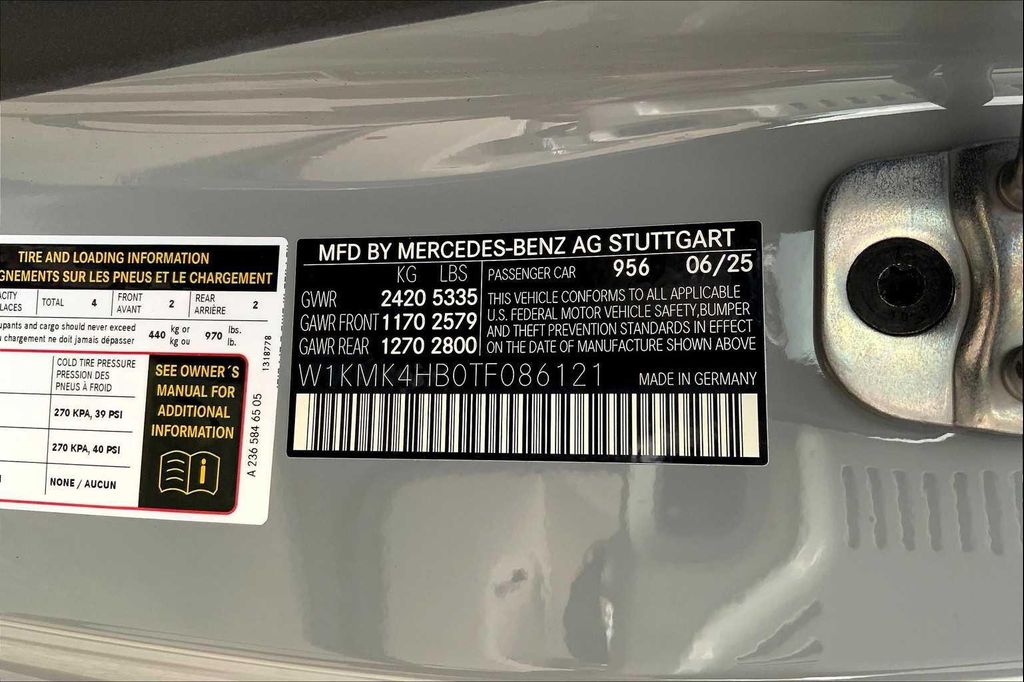 TIRE AND LOADING INFORMATION
GNEMENTS SUR LES PNEUS ET LE CHARGEMENT
ACITY TOTAL 4 FRONT 2 REAR 2
LACES AVANT ARRIÈRE
upants and cargo should never exceed 440 kg or 970 lbs.
chargement ne doit jamais dépasser kg ou lb.
1318778
COLD TIRE PRESSURE
PRESSION DES
PNEUS À FROID
270 KPA, 39 PSI
270 KPA, 40 PSI
NONE / AUCUN
SEE OWNER´S
MANUAL FOR
ADDITIONAL
INFORMATION
A 236 584 65 05
MFD BY MERCEDES-BENZ AG STUTTGART
KG LBS
GVWR 2420 5335
GAWR FRONT 1170 2579
GAWR REAR 1270 2800
PASSENGER CAR 956 06/25
THIS VEHICLE CONFORMS TO ALL APPLICABLE
U.S. FEDERAL MOTOR VEHICLE SAFETY,BUMPER
AND THEFT PREVENTION STANDARDS IN EFFECT
ON THE DATE OF MANUFACTURE SHOWN ABOVE
W1KMK4HB0TF086121 MADE IN GERMANY